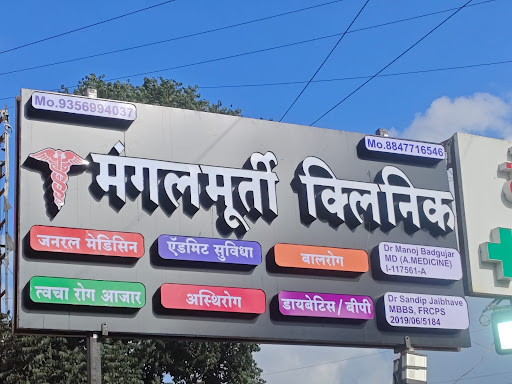 Mo.9356994037
Mo.8847716546
मंगलमूर्ती क्लिनिक
जनरल मेडिसिन
ऍडमिट सुविधा
बालरोग
Dr Manoj Badgujar
MD (A.MEDICINE)
I-117561-A
त्वचा रोग आजार
अस्थिरोग
डायबेटिस/ बीपी
Dr Sandip Jaibhave
MBBS, FRCPS
2019/06/5184